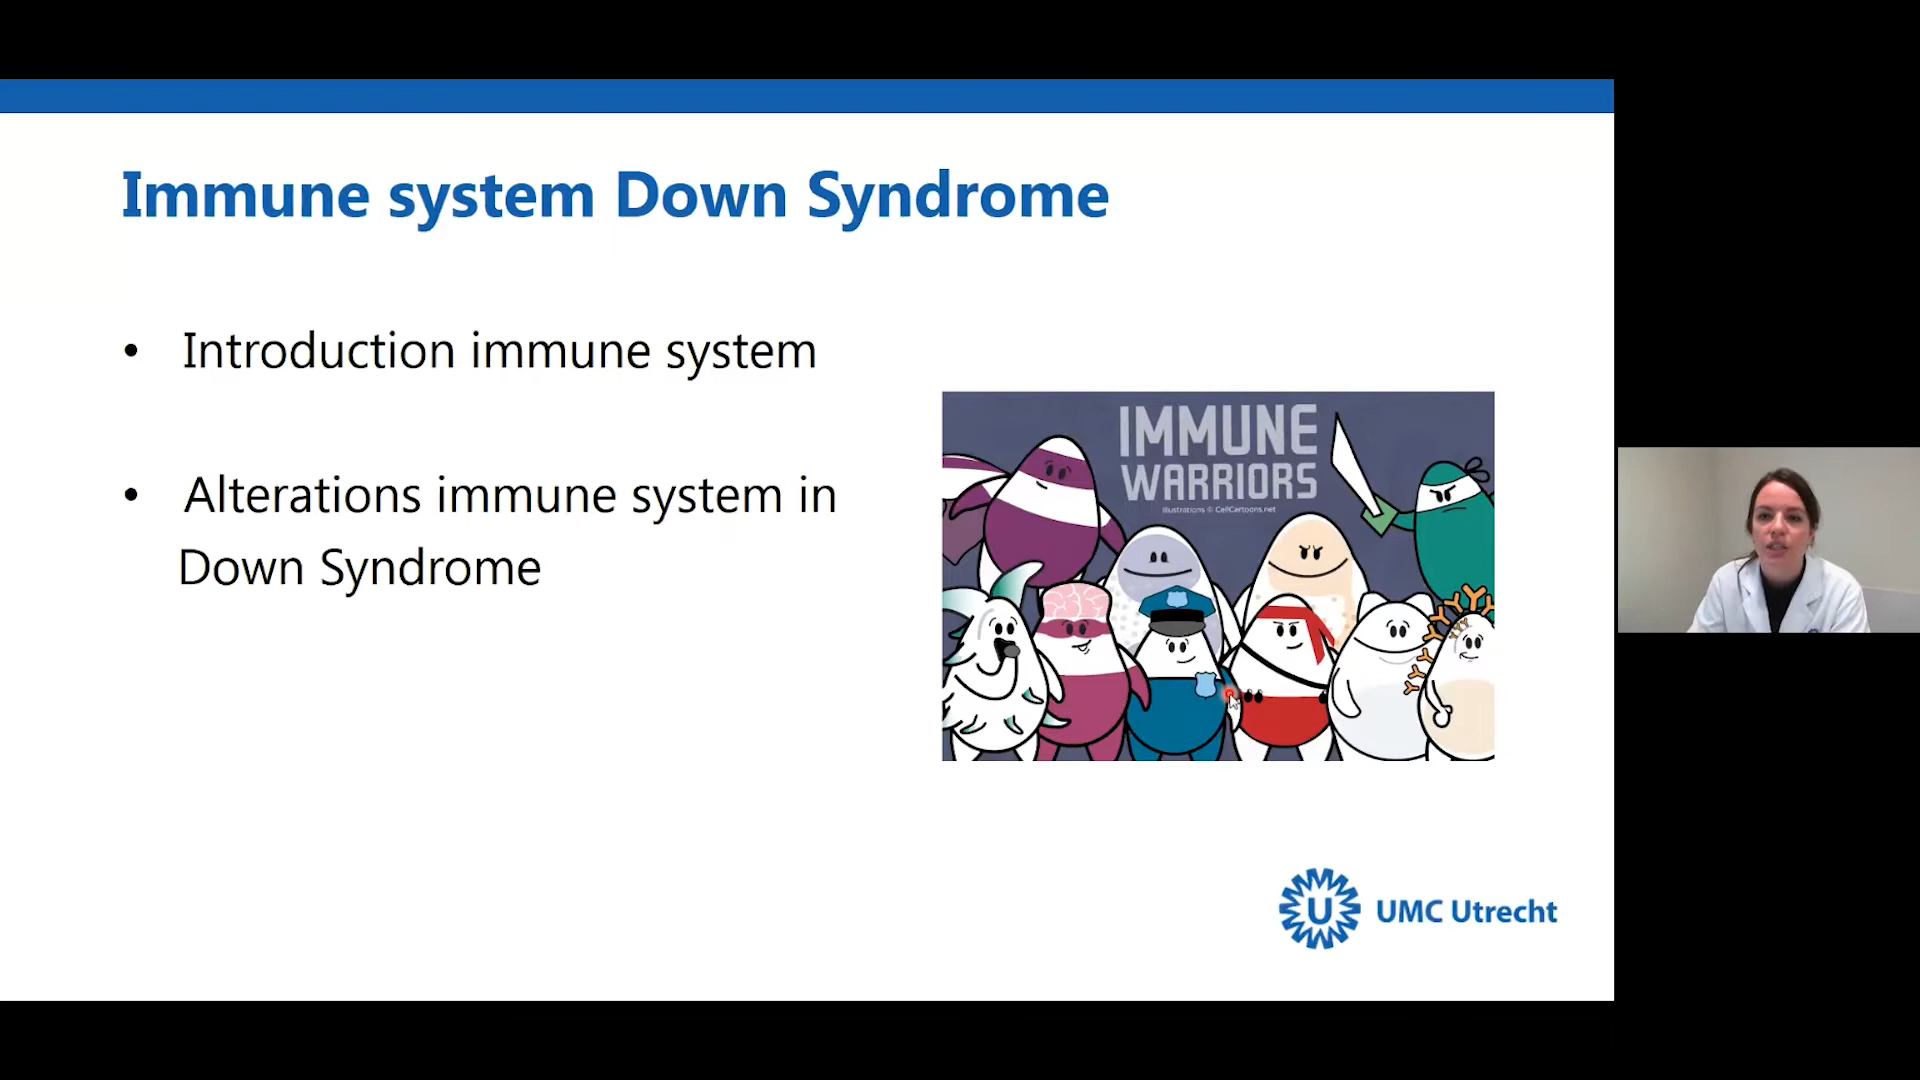 Immune system Down Syndrome
• Introduction immune system
• Alterations immune system in
Down Syndrome
IMMUNE
WARRIORS
Illustrations © CellCartoons.net
U UMC Utrecht